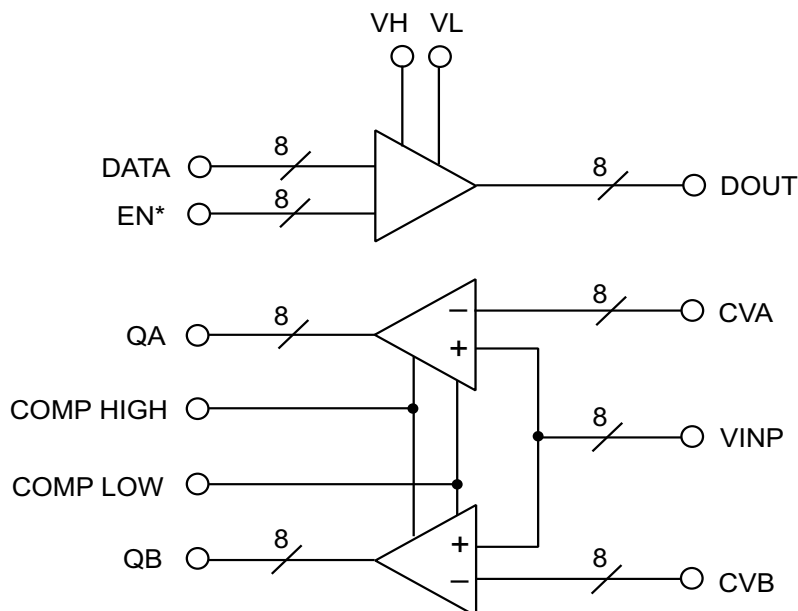 VH VL
8 8
DATA DOUT
8
EN*
8 − 8
QA CVA
+
COMP HIGH
8
VINP
COMP LOW
8 + 8
QB
− CVB